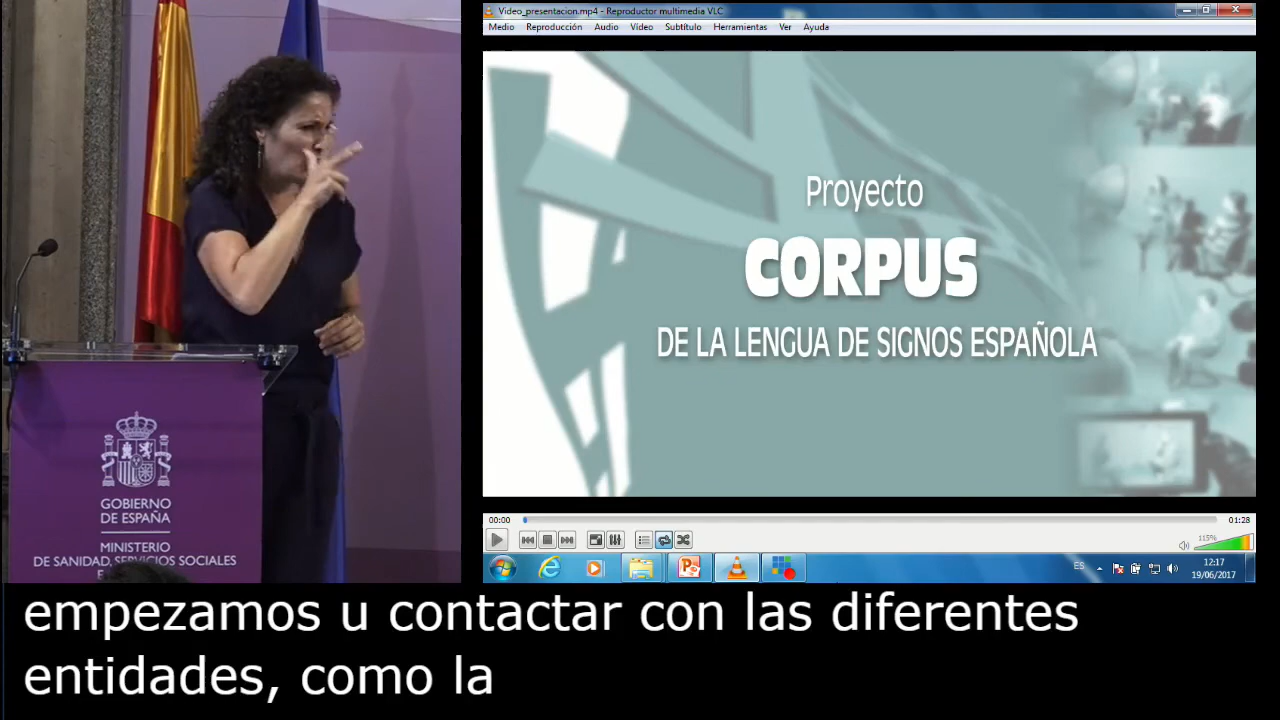 Video_presentacion.mp4 - Reproductor multimedia VLC
Medio Reproducción Audio Vídeo Subtítulo Herramientas Ver Ayuda
Proyecto
CORPUS
DE LA LENGUA DE SIGNOS ESPAÑOLA
00:00
01:28
115%
ES
12:17
19/06/2017
GOBIERNO
DE ESPAÑA
MINISTERIO
DE SANIDAD, SERVICIOS SOCIALES
empezamos u contactar con las diferentes
entidades, como la